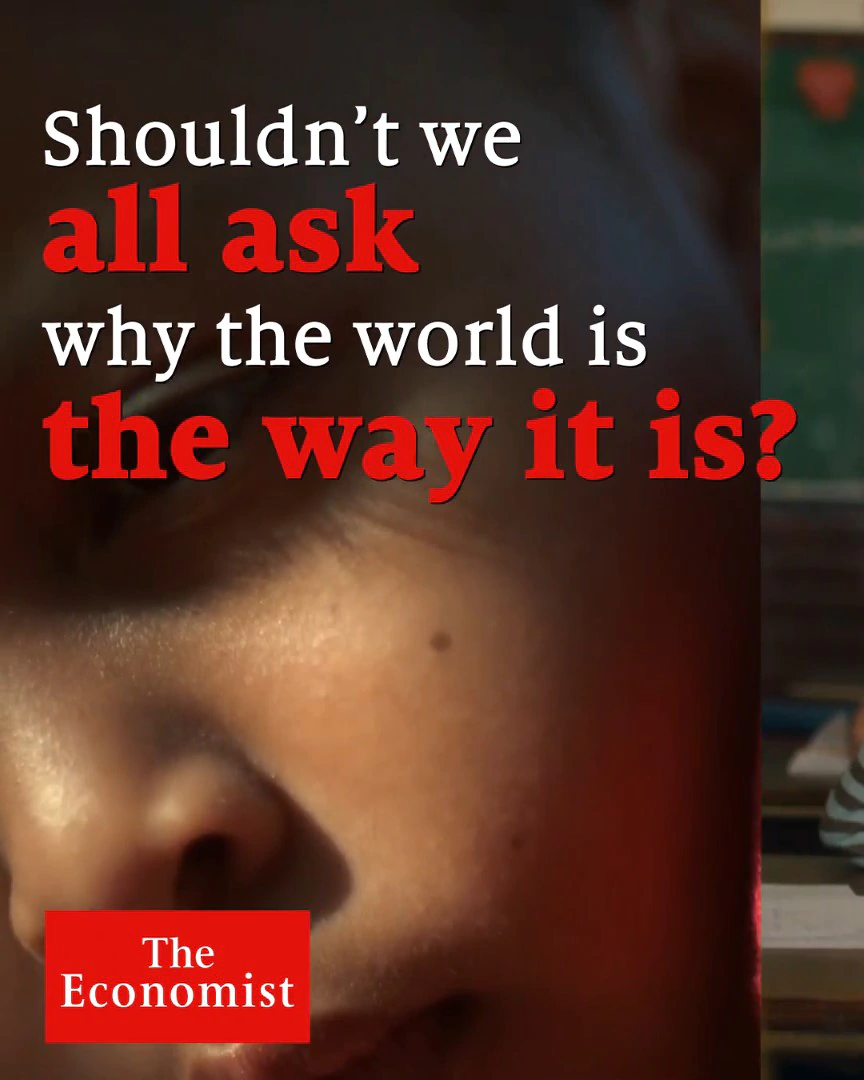 Shouldn’t we
all ask
why the world is
the way it is?
The
Economist